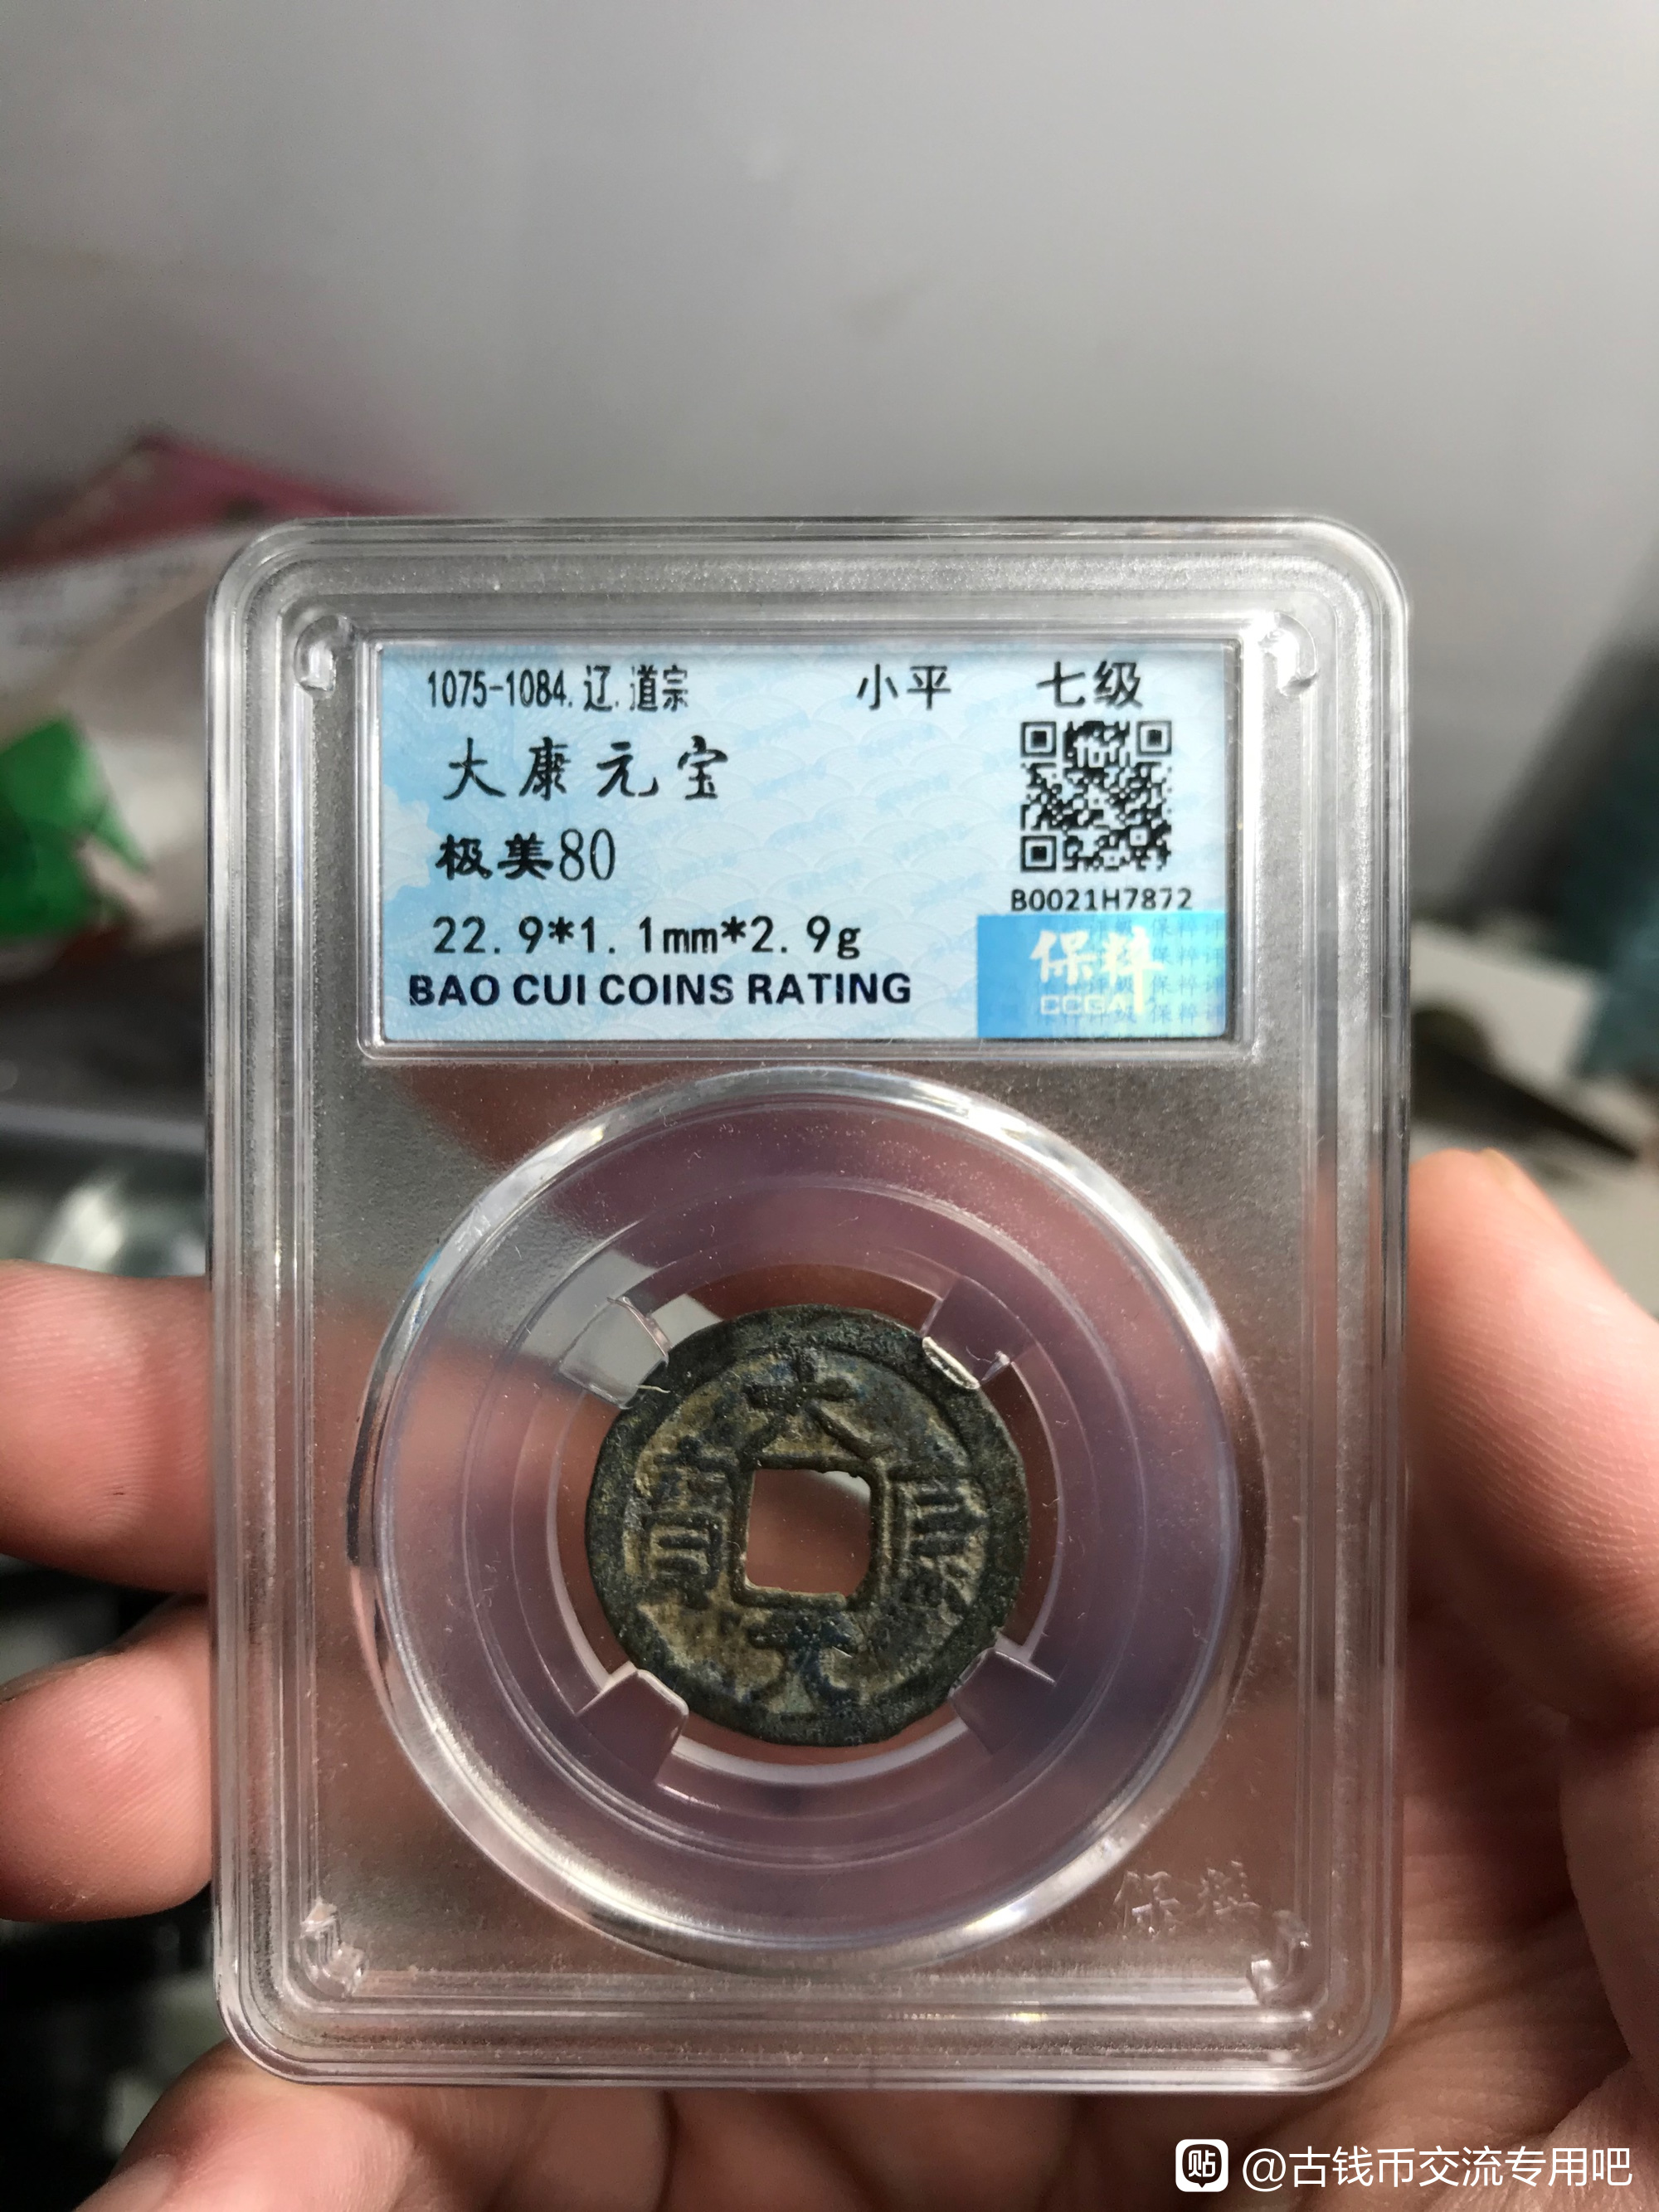 1075-1084.辽.道宗 小平 七级
大康元宝
极美80
B0021H7872
22.9*1.1mm*2.9g
保粹
CCGA
BAO CUI COINS RATING
大
寶 康
元
保粹
贴 @古钱币交流专用吧